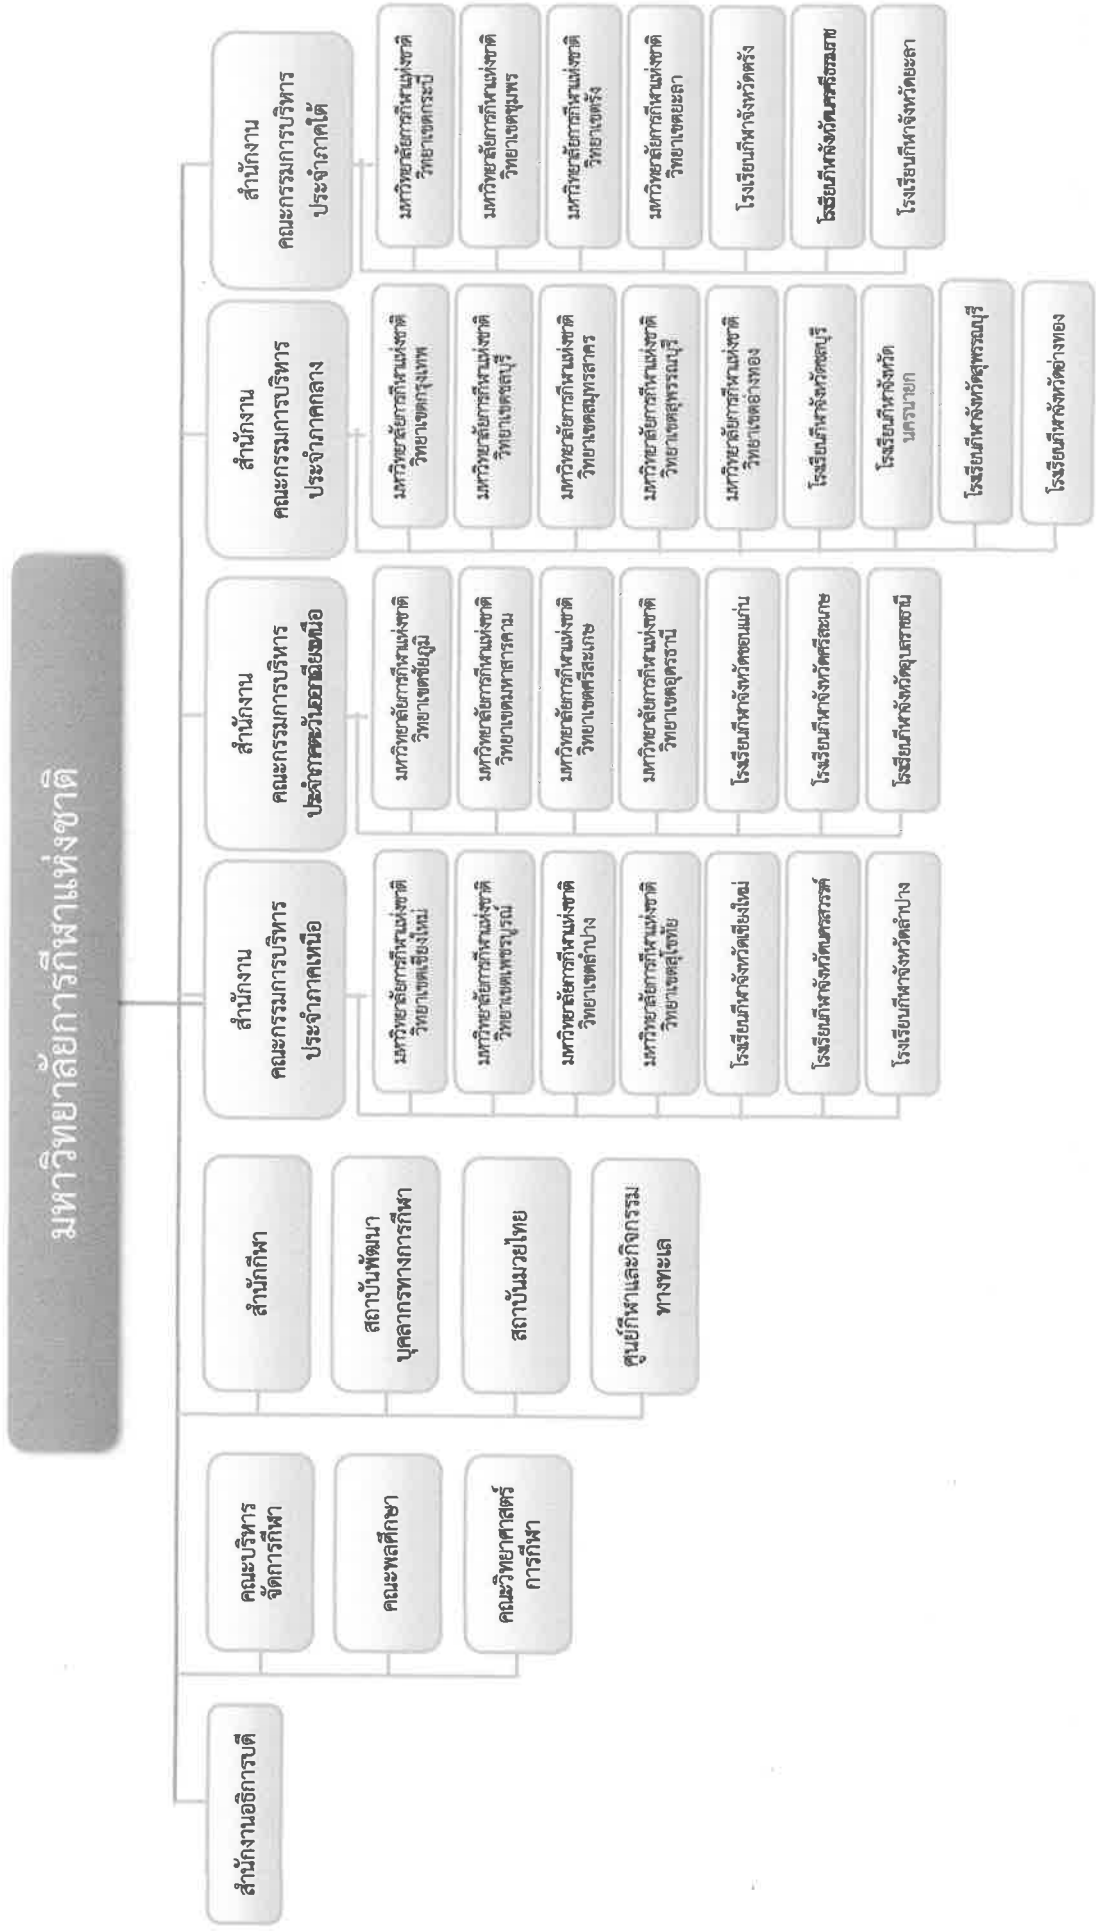 มหาวิทยาลัยการกีฬาแห่งชาติ
สำนักงานอธิการบดี
คณะบริหาร
จัดการกีฬา
คณะพลศึกษา
คณะวิทยาศาสตร์
การกีฬา
สำนักกีฬา
สถาบันพัฒนา
บุคลากรทางการกีฬา
สถาบันมวยไทย
ศูนย์กีฬาและกิจกรรม
ทางทะเล
สำนักงาน
คณะกรรมการบริหาร
ประจำภาคเหนือ
มหาวิทยาลัยการกีฬาแห่งชาติ
วิทยาเขตเชียงใหม่
มหาวิทยาลัยการกีฬาแห่งชาติ
วิทยาเขตเพชรบูรณ์
มหาวิทยาลัยการกีฬาแห่งชาติ
วิทยาเขตลำปาง
มหาวิทยาลัยการกีฬาแห่งชาติ
วิทยาเขตสุโขทัย
โรงเรียนกีฬาจังหวัดเชียงใหม่
โรงเรียนกีฬาจังหวัดนครสวรรค์
โรงเรียนกีฬาจังหวัดลำปาง
สำนักงาน
คณะกรรมการบริหาร
ประจำภาคตะวันออกเฉียงเหนือ
มหาวิทยาลัยการกีฬาแห่งชาติ
วิทยาเขตชัยภูมิ
มหาวิทยาลัยการกีฬาแห่งชาติ
วิทยาเขตมหาสารคาม
มหาวิทยาลัยการกีฬาแห่งชาติ
วิทยาเขตศรีสะเกษ
มหาวิทยาลัยการกีฬาแห่งชาติ
วิทยาเขตอุดรธานี
โรงเรียนกีฬาจังหวัดขอนแก่น
โรงเรียนกีฬาจังหวัดศรีสะเกษ
โรงเรียนกีฬาจังหวัดอุบลราชธานี
สำนักงาน
คณะกรรมการบริหาร
ประจำภาคกลาง
มหาวิทยาลัยการกีฬาแห่งชาติ
วิทยาเขตกรุงเทพ
มหาวิทยาลัยการกีฬาแห่งชาติ
วิทยาเขตชลบุรี
มหาวิทยาลัยการกีฬาแห่งชาติ
วิทยาเขตสมุทรสาคร
มหาวิทยาลัยการกีฬาแห่งชาติ
วิทยาเขตสุพรรณบุรี
มหาวิทยาลัยการกีฬาแห่งชาติ
วิทยาเขตอ่างทอง
โรงเรียนกีฬาจังหวัดชลบุรี
โรงเรียนกีฬาจังหวัด
นครนายก
โรงเรียนกีฬาจังหวัดสุพรรณบุรี
โรงเรียนกีฬาจังหวัดอ่างทอง
สำนักงาน
คณะกรรมการบริหาร
ประจำภาคใต้
มหาวิทยาลัยการกีฬาแห่งชาติ
วิทยาเขตกระบี่
มหาวิทยาลัยการกีฬาแห่งชาติ
วิทยาเขตชุมพร
มหาวิทยาลัยการกีฬาแห่งชาติ
วิทยาเขตตรัง
มหาวิทยาลัยการกีฬาแห่งชาติ
วิทยาเขตยะลา
โรงเรียนกีฬาจังหวัดตรัง
โรงเรียนกีฬาจังหวัดนครศรีธรรมราช
โรงเรียนกีฬาจังหวัดยะลา